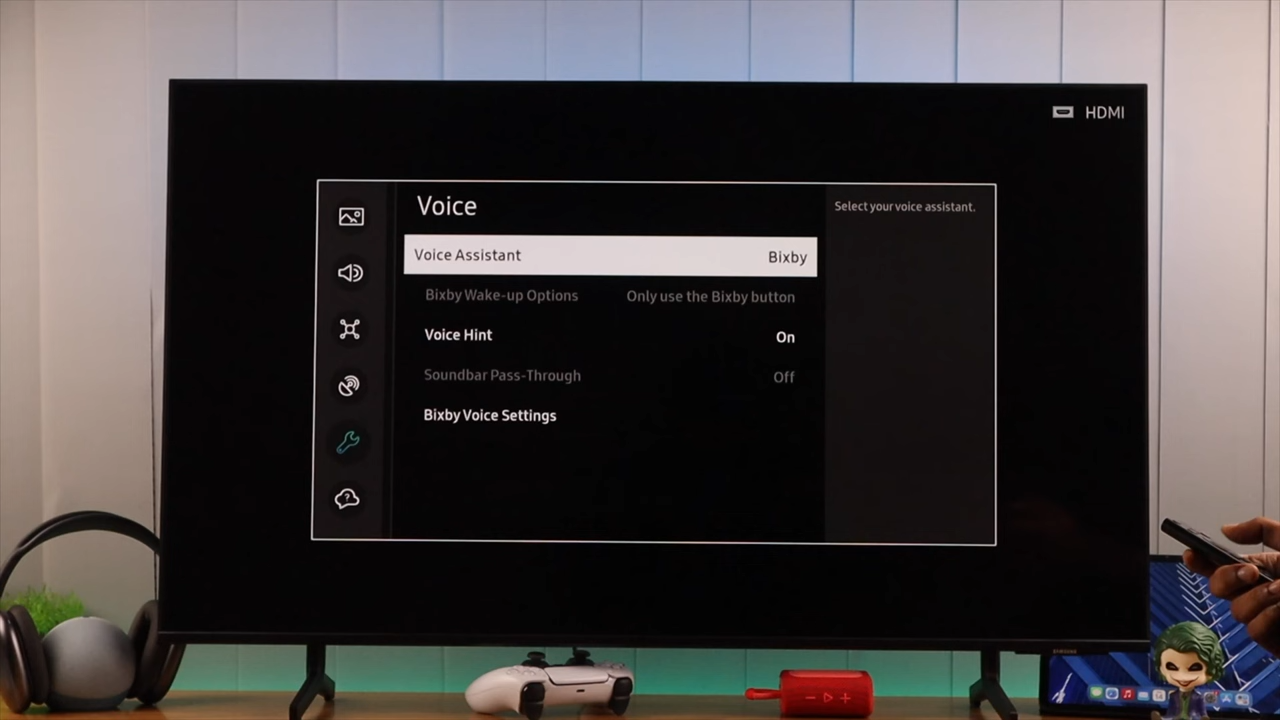 HDMI
Voice
Select your voice assistant.
Voice Assistant Bixby
Bixby Wake-up Options Only use the Bixby button
Voice Hint On
Soundbar Pass-Through Off
Bixby Voice Settings